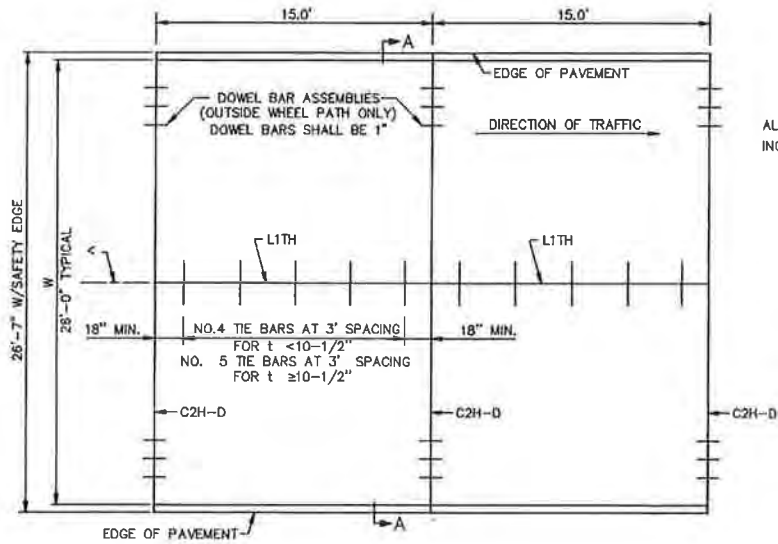 15.0'
15.0'
A
EDGE OF PAVEMENT
DOWEL BAR ASSEMBLIES
(OUTSIDE WHEEL PATH ONLY)
DOWEL BARS SHALL BE 1"
DIRECTION OF TRAFFIC
AL
INC
26'-7" W/SAFETY EDGE
W
26'-0" TYPICAL
L1TH
L1TH
18" MIN.
NO.4 TIE BARS AT 3' SPACING
18" MIN.
FOR t <10-1/2"
NO. 5 TIE BARS AT 3' SPACING
FOR t ≥10-1/2"
C2H-D
C2H-D
C2H-D
A
EDGE OF PAVEMENT